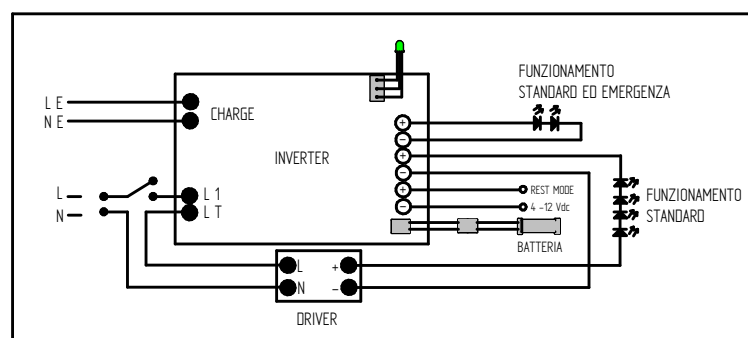 FUNZIONAMENTO
STANDARD ED EMERGENZA
L E
N E
CHARGE
INVERTER
+
-
+
-
+
-
L
N
L 1
L T
REST MODE
4 -12 Vdc
BATTERIA
FUNZIONAMENTO
STANDARD
L +
N -
DRIVER